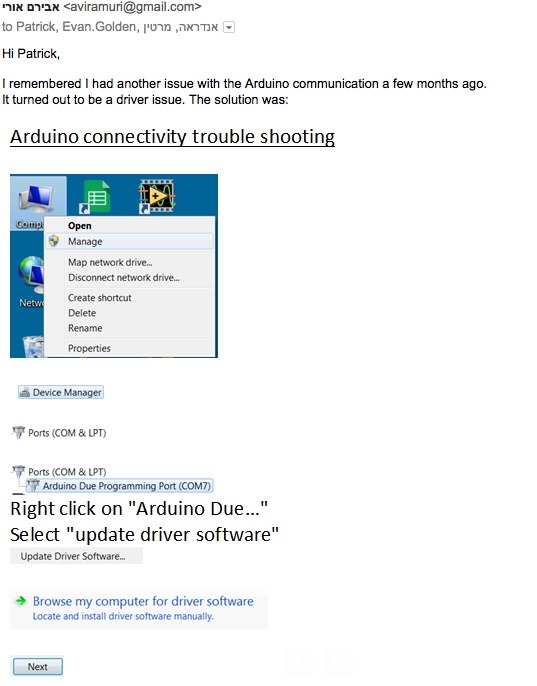 אבירם אורי <aviramuri@gmail.com>
to Patrick, Evan.Golden, אנדראה, מרטין
Hi Patrick,
I remembered I had another issue with the Arduino communication a few months ago.
It turned out to be a driver issue. The solution was:
Arduino connectivity trouble shooting
Open
Manage
Map network drive...
Disconnect network drive...
Create shortcut
Delete
Rename
Properties
Device Manager
Ports (COM & LPT)
Ports (COM & LPT)
Arduino Due Programming Port (COM7)
Right click on "Arduino Due..."
Select "update driver software"
Update Driver Software...
Browse my computer for driver software
Locate and install driver software manually.
Next